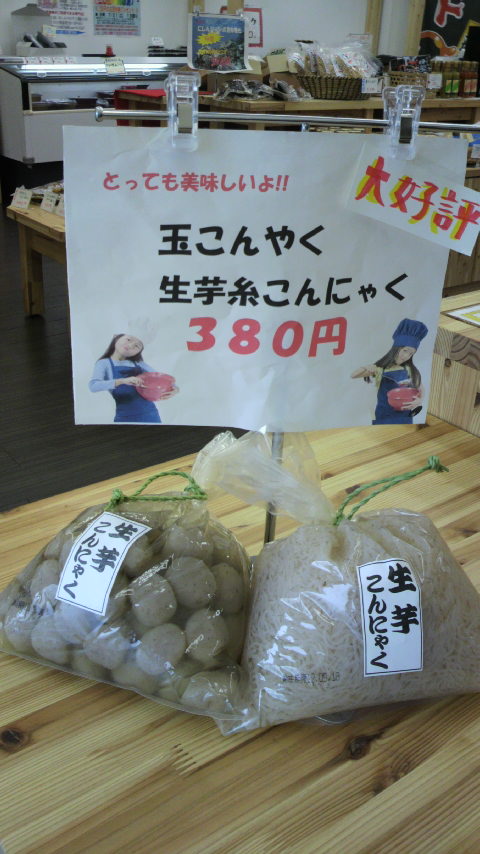 とっても美味しいよ!!
大好評
玉こんやく
生芋糸こんにゃく
380円
生芋
こんにゃく
生芋
こんにゃく